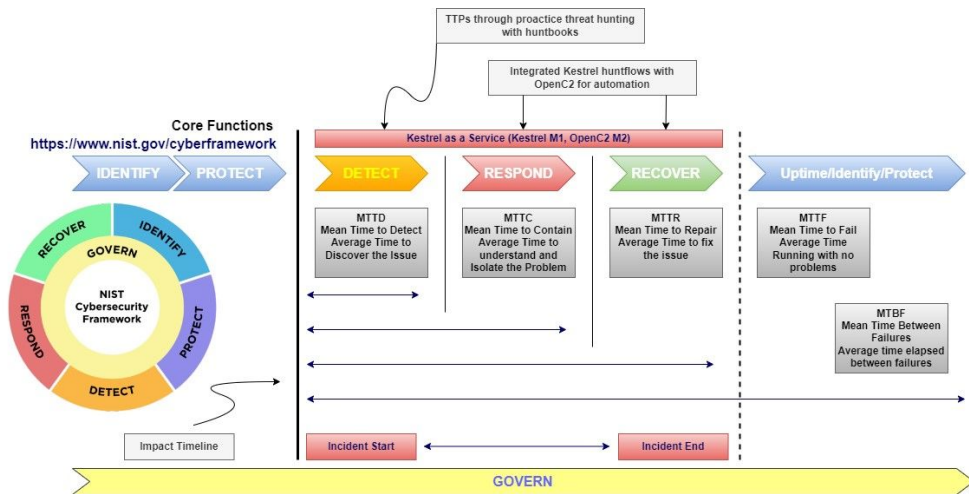 TTPs through proactice threat hunting
with huntbooks
Integrated Kestrel huntflows with
OpenC2 for automation
Core Functions
https://www.nist.gov/cyberframework
Kestrel as a Service (Kestrel M1, OpenC2 M2)
IDENTIFY
PROTECT
DETECT
RESPOND
RECOVER
Uptime/Identify/Protect
MTTD
Mean Time to Detect
Average Time to
Discover the Issue
MTTC
Mean Time to Contain
Average Time to
understand and
Isolate the Problem
MTTR
Mean Time to Repair
Average Time to fix
the issue
MTTF
Mean Time to Fail
Average Time
Running with no
problems
RECOVER
IDENTIFY
GOVERN
NIST
Cybersecurity
Framework
RESPOND
PROTECT
DETECT
MTBF
Mean Time Between
Failures
Average time elapsed
between failures
Impact Timeline
Incident Start
Incident End
GOVERN